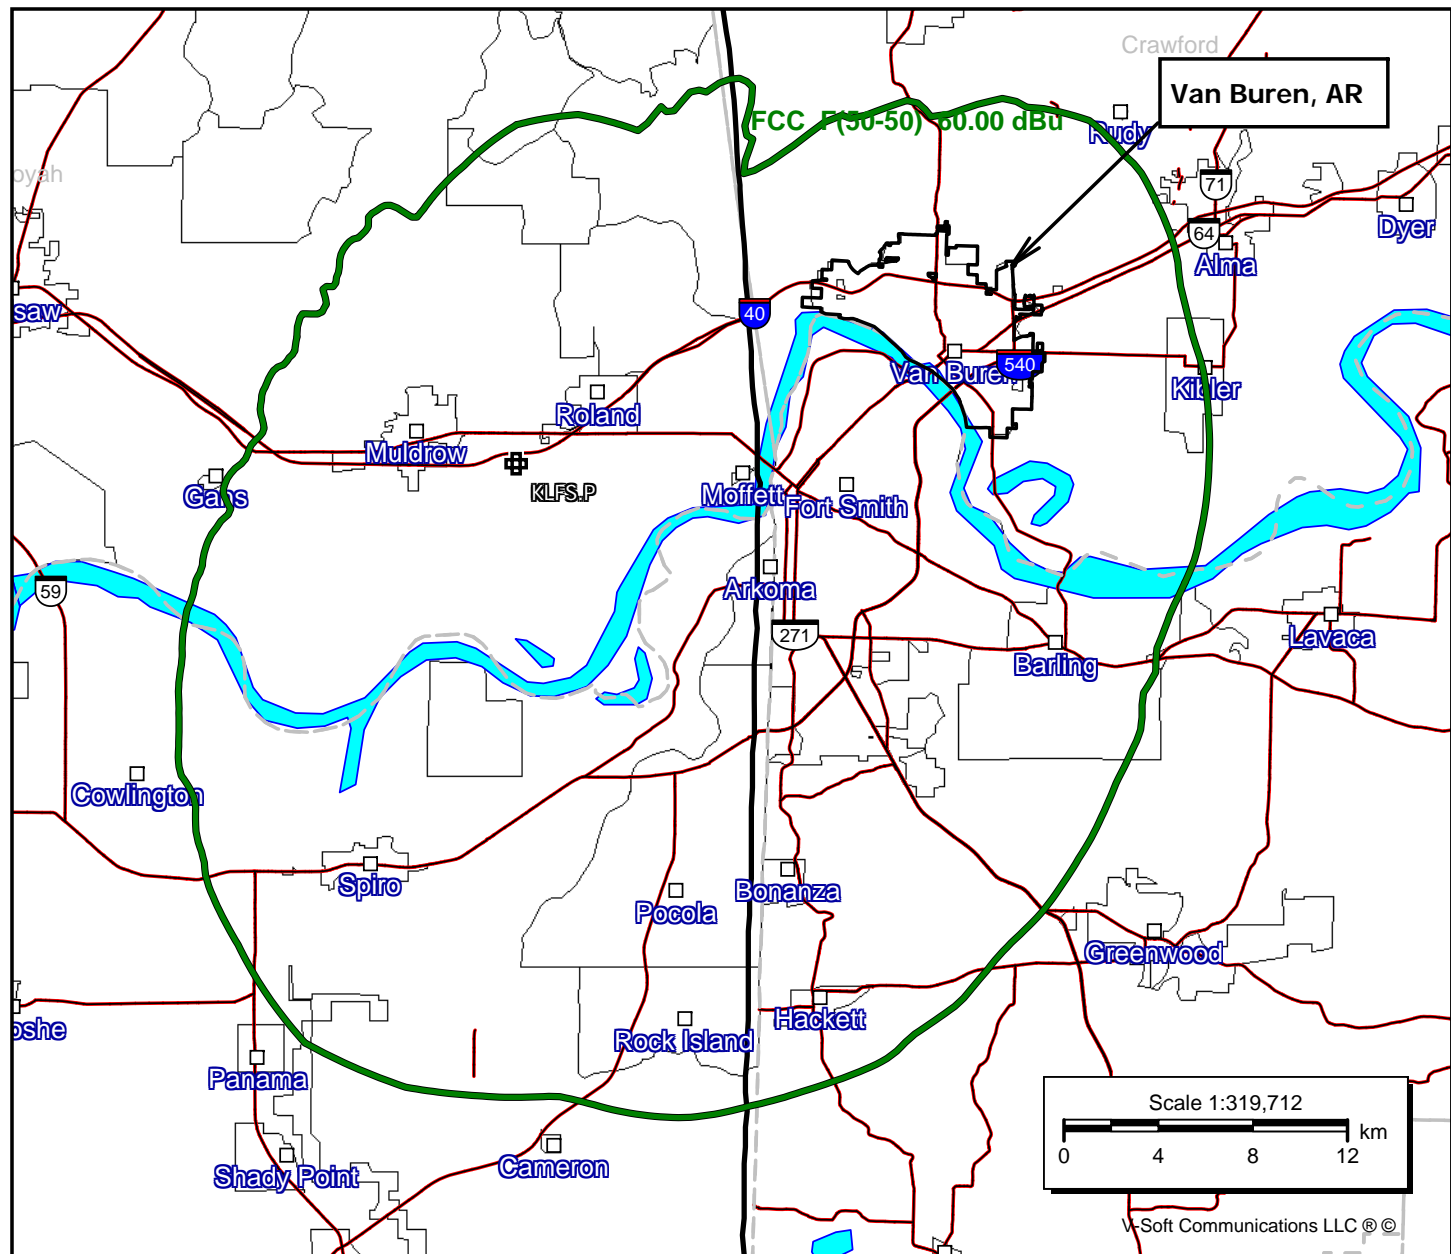 Crawford
Van Buren, AR
FCC F(50-50) 60.00 dBu
Rudy
oyah
71
Dyer
64
Alma
saw
40
Van Buren
540
Kibler
Roland
Muldrow
KLFS.P
Gans
Moffett
Fort Smith
59
Arkoma
271
Barling
Lavaca
Cowlington
Spiro
Pocola
Bonanza
Greenwood
oshe
Rock Island
Hackett
Panama
Scale 1:319,712
km
0 4 8 12
Shady Point
Cameron
V-Soft Communications LLC ® ©